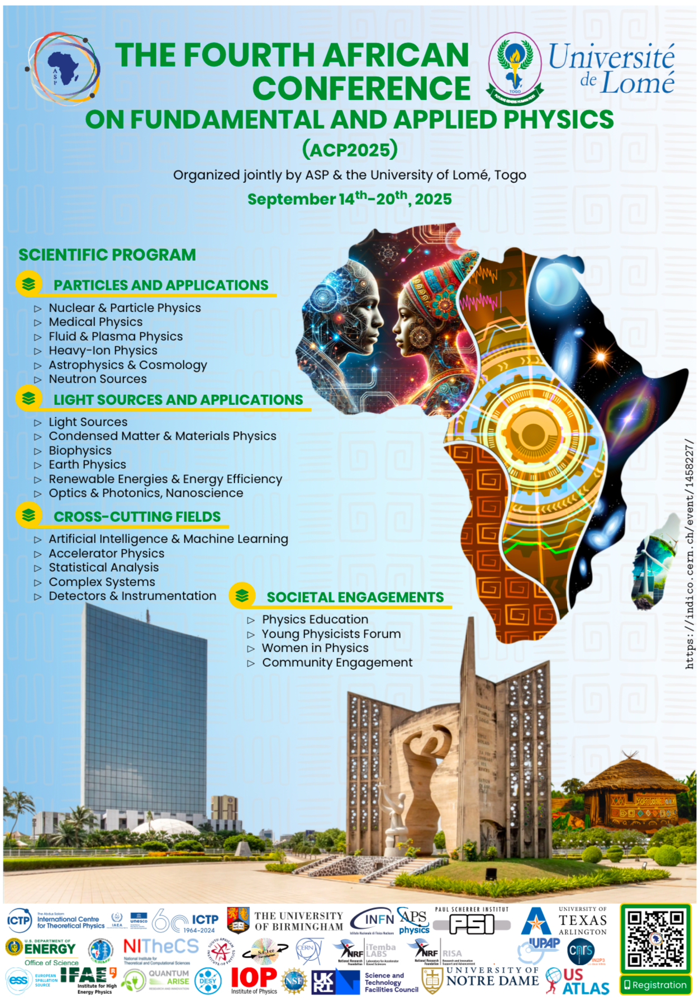 THE FOURTH AFRICAN
CONFERENCE
ON FUNDAMENTAL AND APPLIED PHYSICS
(ACP2025)
ASP
TOGO
Université
de Lomé
Organized jointly by ASP & the University of Lomé, Togo
September 14th-20th, 2025
SCIENTIFIC PROGRAM
PARTICLES AND APPLICATIONS
Nuclear & Particle Physics
Medical Physics
Fluid & Plasma Physics
Heavy-Ion Physics
Astrophysics & Cosmology
Neutron Sources
LIGHT SOURCES AND APPLICATIONS
Light Sources
Condensed Matter & Materials Physics
Biophysics
Earth Physics
Renewable Energies & Energy Efficiency
Optics & Photonics, Nanoscience
CROSS-CUTTING FIELDS
Artificial Intelligence & Machine Learning
Accelerator Physics
Statistical Analysis
Complex Systems
Detectors & Instrumentation
SOCIETAL ENGAGEMENTS
Physics Education
Young Physicists Forum
Women in Physics
Community Engagement
https://indico.cern.ch/event/1458227/
ICTP
The Abdus Salam
International Centre
for Theoretical Physics
IAEA
unesco
60 ICTP
1964-2024
THE UNIVERSITY
OF BIRMINGHAM
INFN
Istituto Nazionale di Fisica Nucleare
APS
physics
PAUL SCHERRER INSTITUT
PSI
UNIVERSITY OF
TEXAS
ARLINGTON
U.S. DEPARTMENT OF
ENERGY
Office of Science
NITheCS
National Institute for
Theoretical and Computational Sciences
SOUTH AFRICAN
INSTITUTE OF PHYSICS
CERN
NRF
National Research
Foundation
iThemba
LABS
Laboratory for Accelerator
Based Sciences
NRF
National Research
Foundation
RISA
Research and Innovation
Support and Advancement
IUPAP
cnrs
IN2P3
ess
EUROPEAN
SPALLATION
SOURCE
IFAE
Institute for High
Energy Physics
QUANTUM
ARISE
RESEARCH AND INNOVATION
DESY
IOP
Institute of Physics
NSF
UK
RI
Science and
Technology
Facilities Council
UNIVERSITY OF
NOTRE DAME
US
ATLAS
Registration